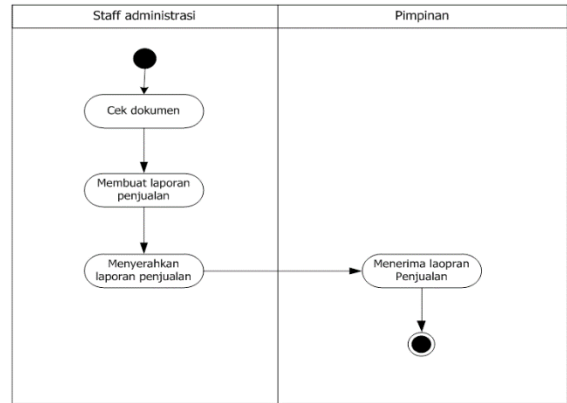 Staff administrasi
Pimpinan
Cek dokumen
Membuat laporan
penjualan
Menyerahkan
laporan penjualan
Menerima laopran
Penjualan